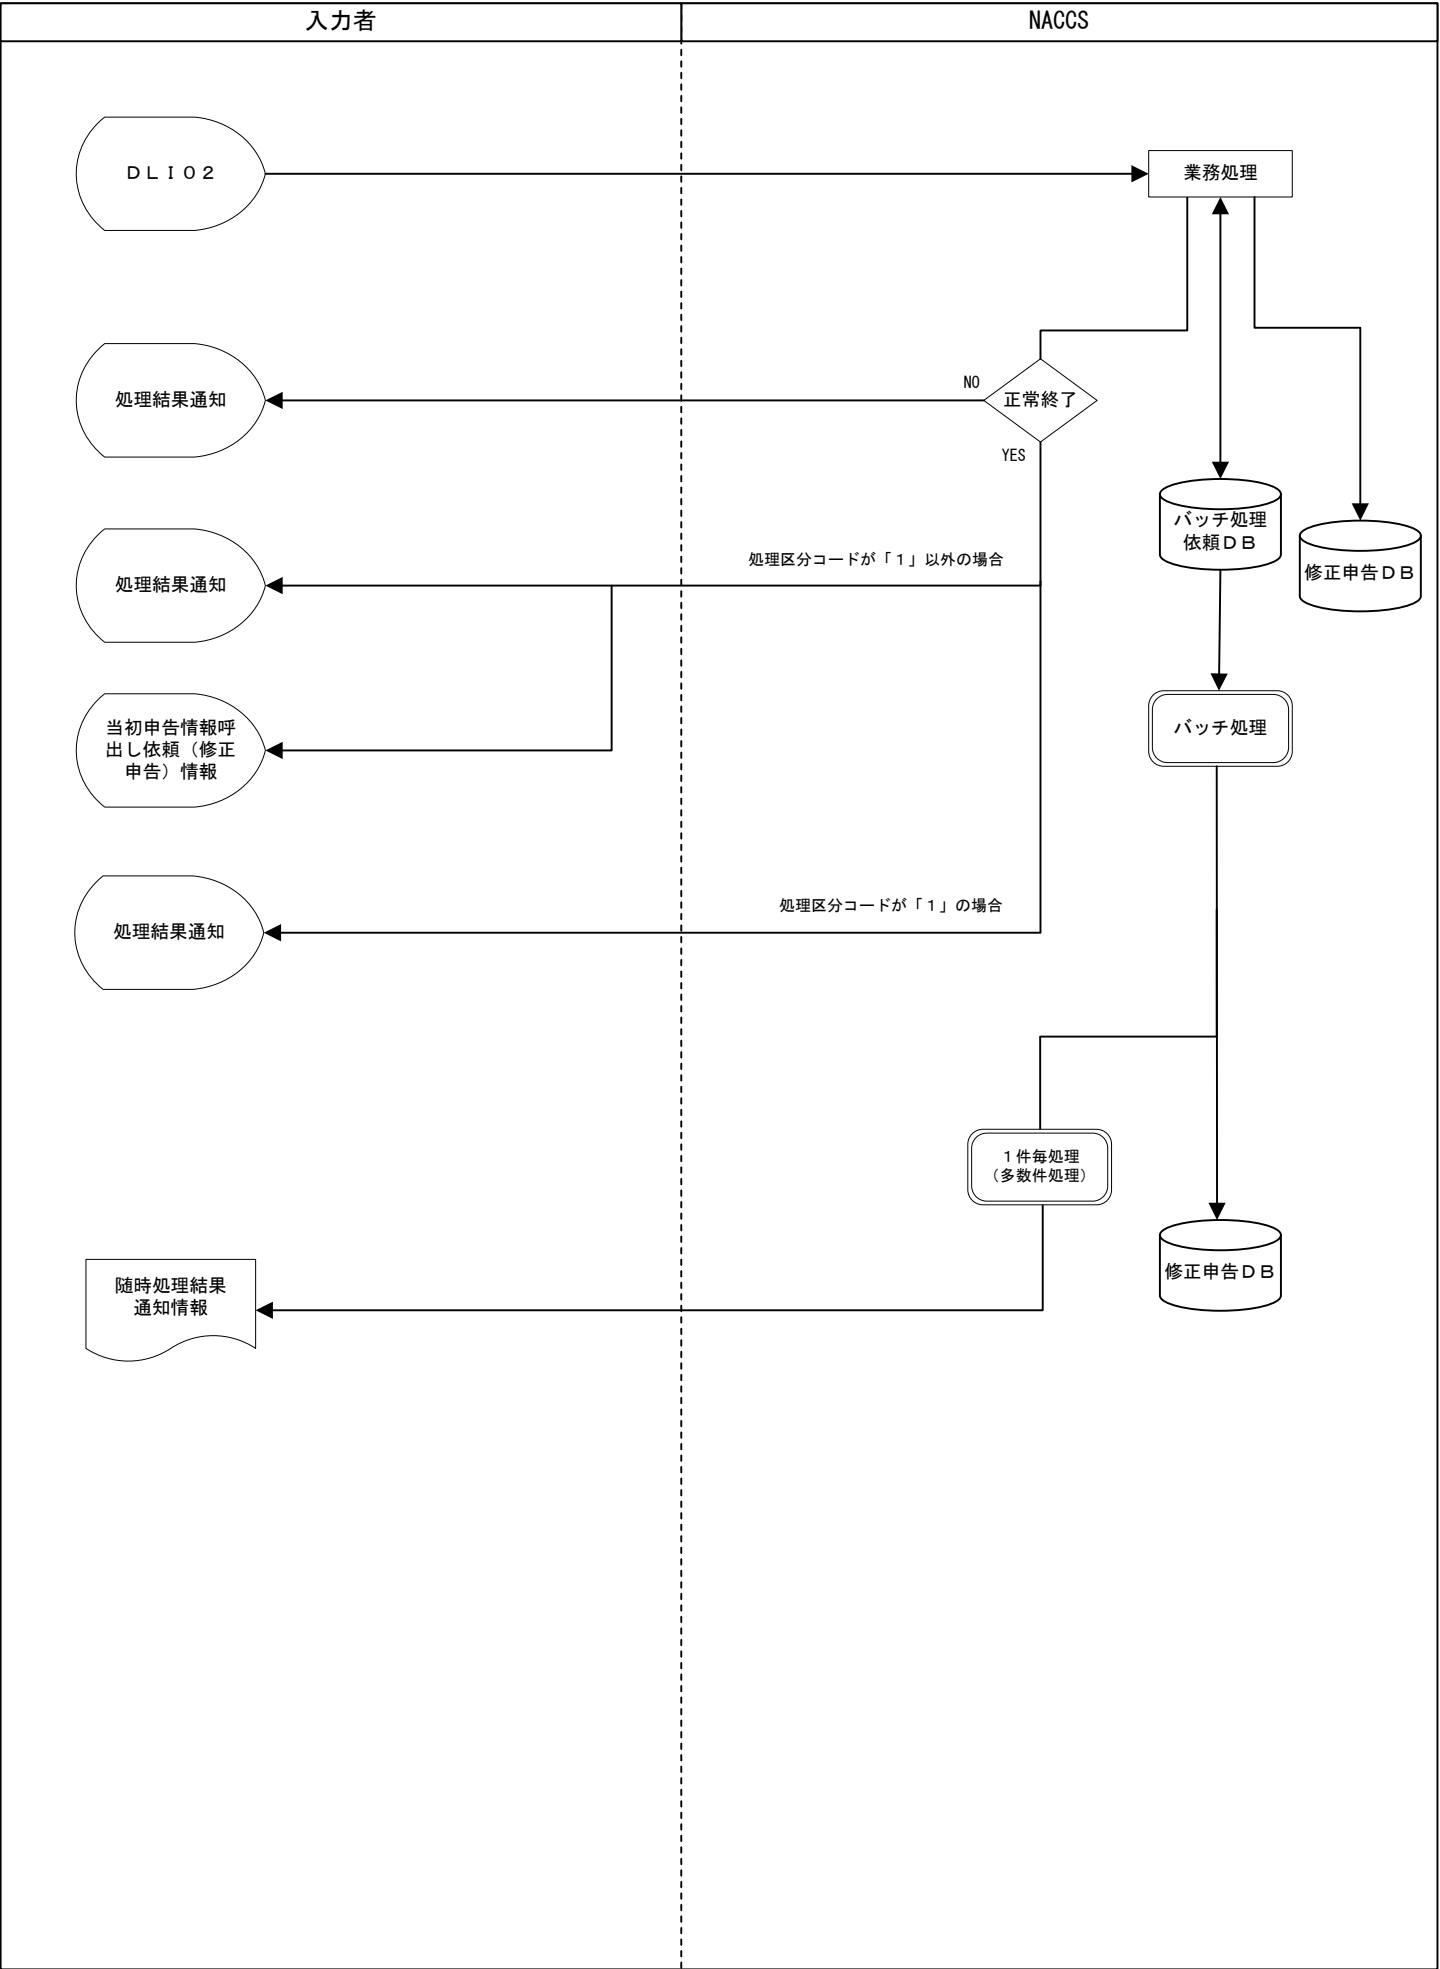 入力者
NACCS
ＤＬＩ０２
業務処理
処理結果通知
NO
正常終了
YES
バッチ処理
依頼ＤＢ
修正申告ＤＢ
処理区分コードが「１」以外の場合
処理結果通知
当初申告情報呼
出し依頼（修正
申告）情報
バッチ処理
処理区分コードが「１」の場合
処理結果通知
１件毎処理
（多数件処理）
修正申告ＤＢ
随時処理結果
通知情報